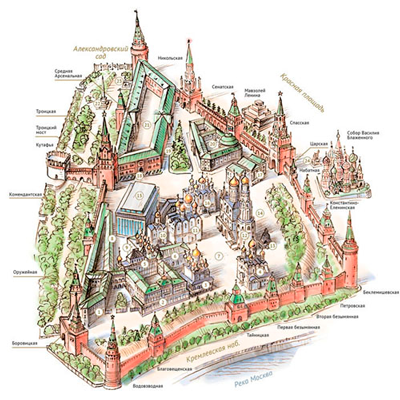 Александровский
сад
Никольская
Средняя
Арсенальная
Сенатская
Мавзолей
Ленина
Красная площадь
Троицкая
Спасская
Троицкий
мост
Царская
Собор Василия
Блаженного
Кутафья
Набатная
Комендантская
Константино-
Еленинская
Оружейная
Беклемишевская
Петровская
Вторая безымянная
Боровицкая
Первая безымянная
Тайницкая
Кремлевская наб.
Благовещенская
Водовзводная
Река Москва